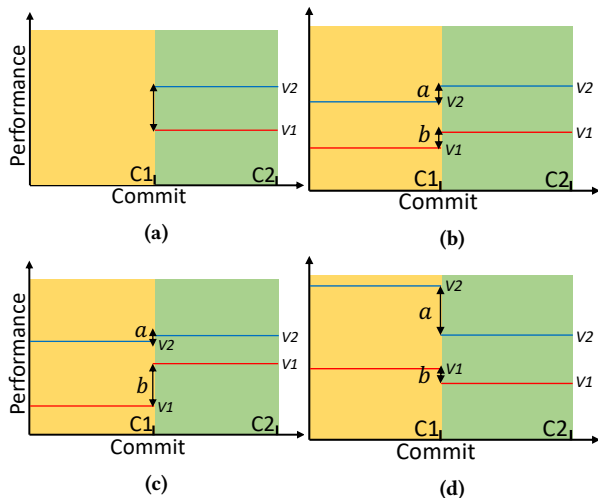 Performance
V2
V1
C1
C2
Commit
(a)
a
V2
V2
b
V1
V1
C1
C2
Commit
(b)
Performance
a
V2
V2
V1
b
V1
C1
C2
Commit
(c)
V2
a
V2
V1
b
V1
C1
C2
Commit
(d)